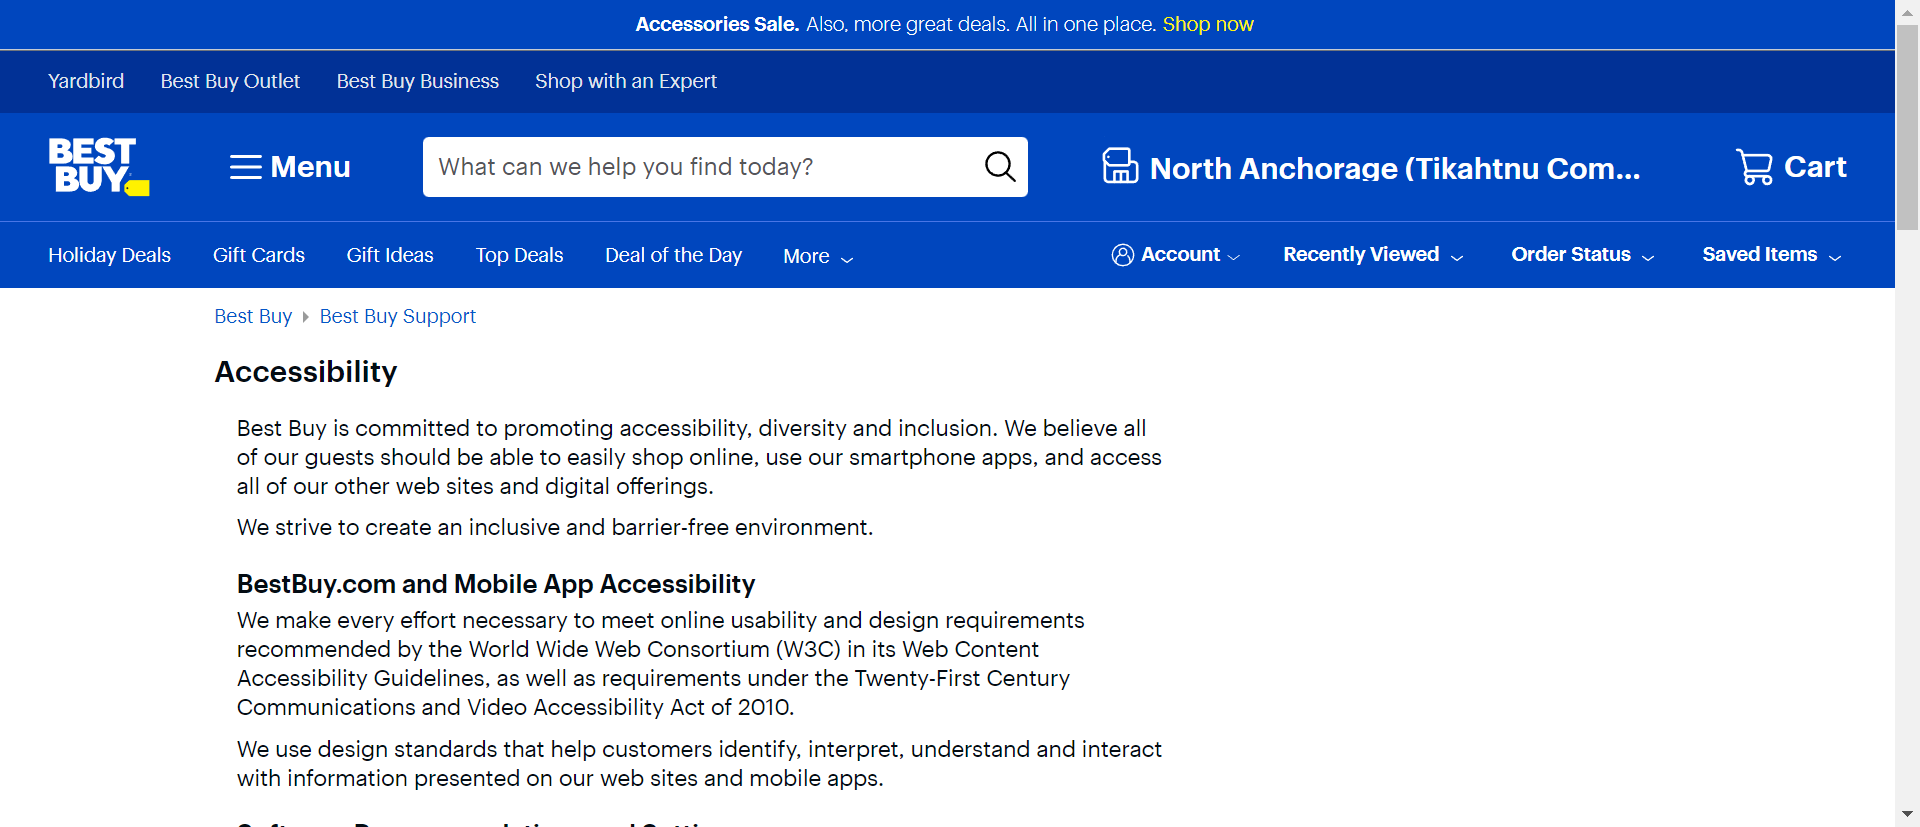 Accessories Sale. Also, more great deals. All in one place. Shop now
Yardbird Best Buy Outlet Best Buy Business Shop with an Expert
BEST
BUY
Menu
What can we help you find today?
North Anchorage (Tikahtnu Com...
Cart
Holiday Deals Gift Cards Gift Ideas Top Deals Deal of the Day More Account Recently Viewed Order Status Saved Items
Best Buy Best Buy Support
Accessibility
Best Buy is committed to promoting accessibility, diversity and inclusion. We believe all
of our guests should be able to easily shop online, use our smartphone apps, and access
all of our other web sites and digital offerings.
We strive to create an inclusive and barrier-free environment.
BestBuy.com and Mobile App Accessibility
We make every effort necessary to meet online usability and design requirements
recommended by the World Wide Web Consortium (W3C) in its Web Content
Accessibility Guidelines, as well as requirements under the Twenty-First Century
Communications and Video Accessibility Act of 2010.
We use design standards that help customers identify, interpret, understand and interact
with information presented on our web sites and mobile apps.